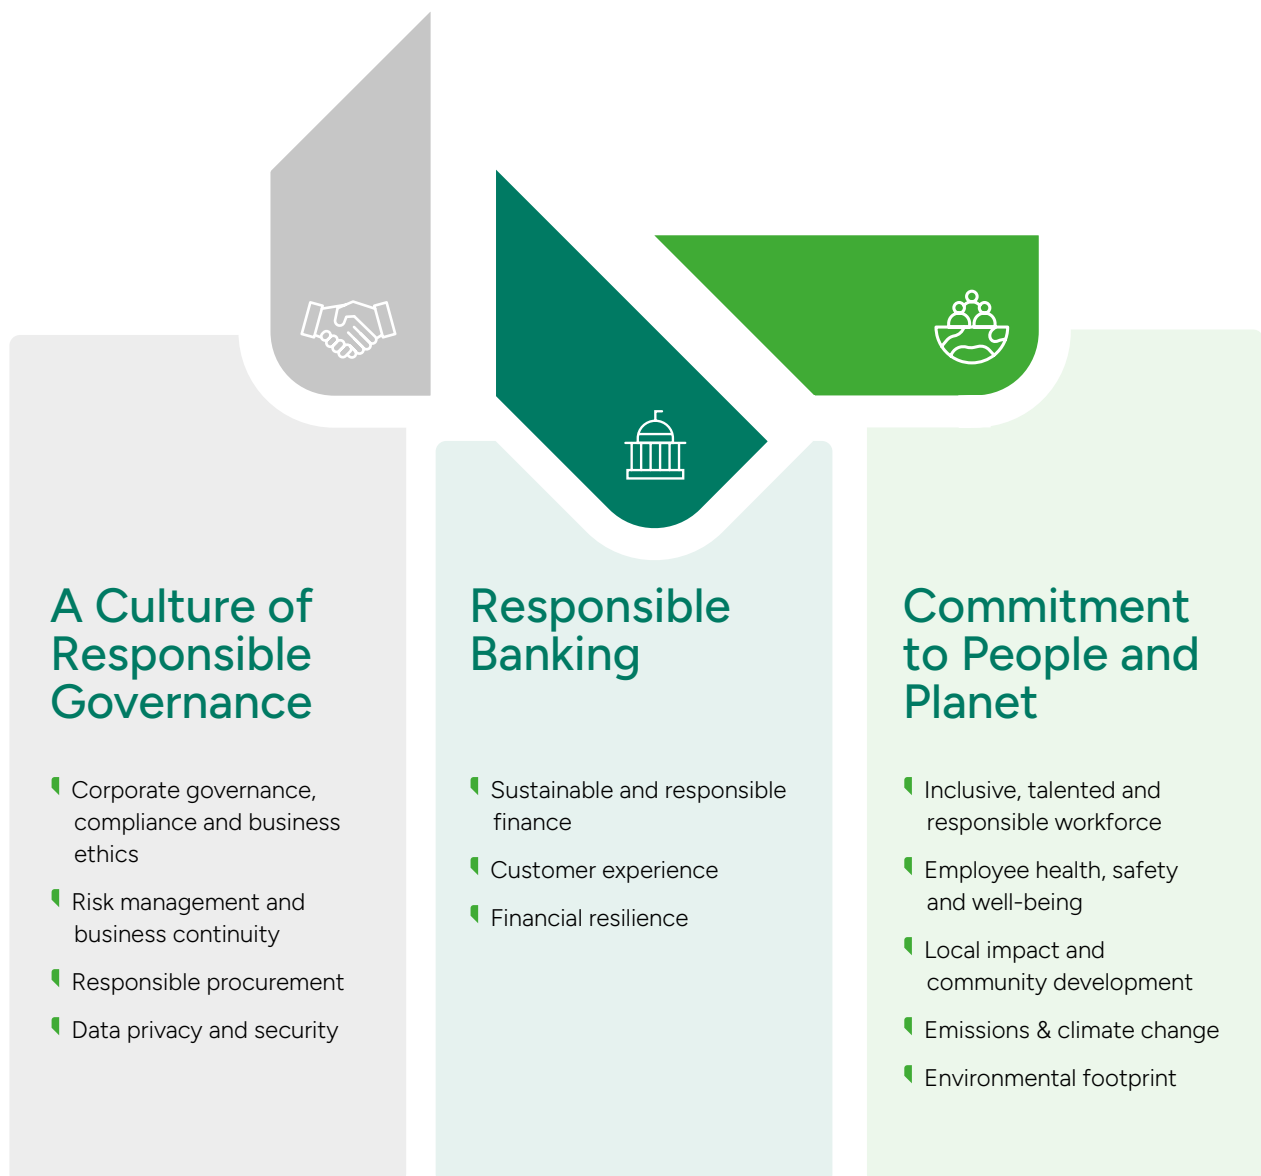 A Culture of
Responsible
Governance
Corporate governance,
compliance and business
ethics
Risk management and
business continuity
Responsible procurement
Data privacy and security
Responsible
Banking
Sustainable and responsible
finance
Customer experience
Financial resilience
Commitment
to People and
Planet
Inclusive, talented and
responsible workforce
Employee health, safety
and well-being
Local impact and
community development
Emissions & climate change
Environmental footprint